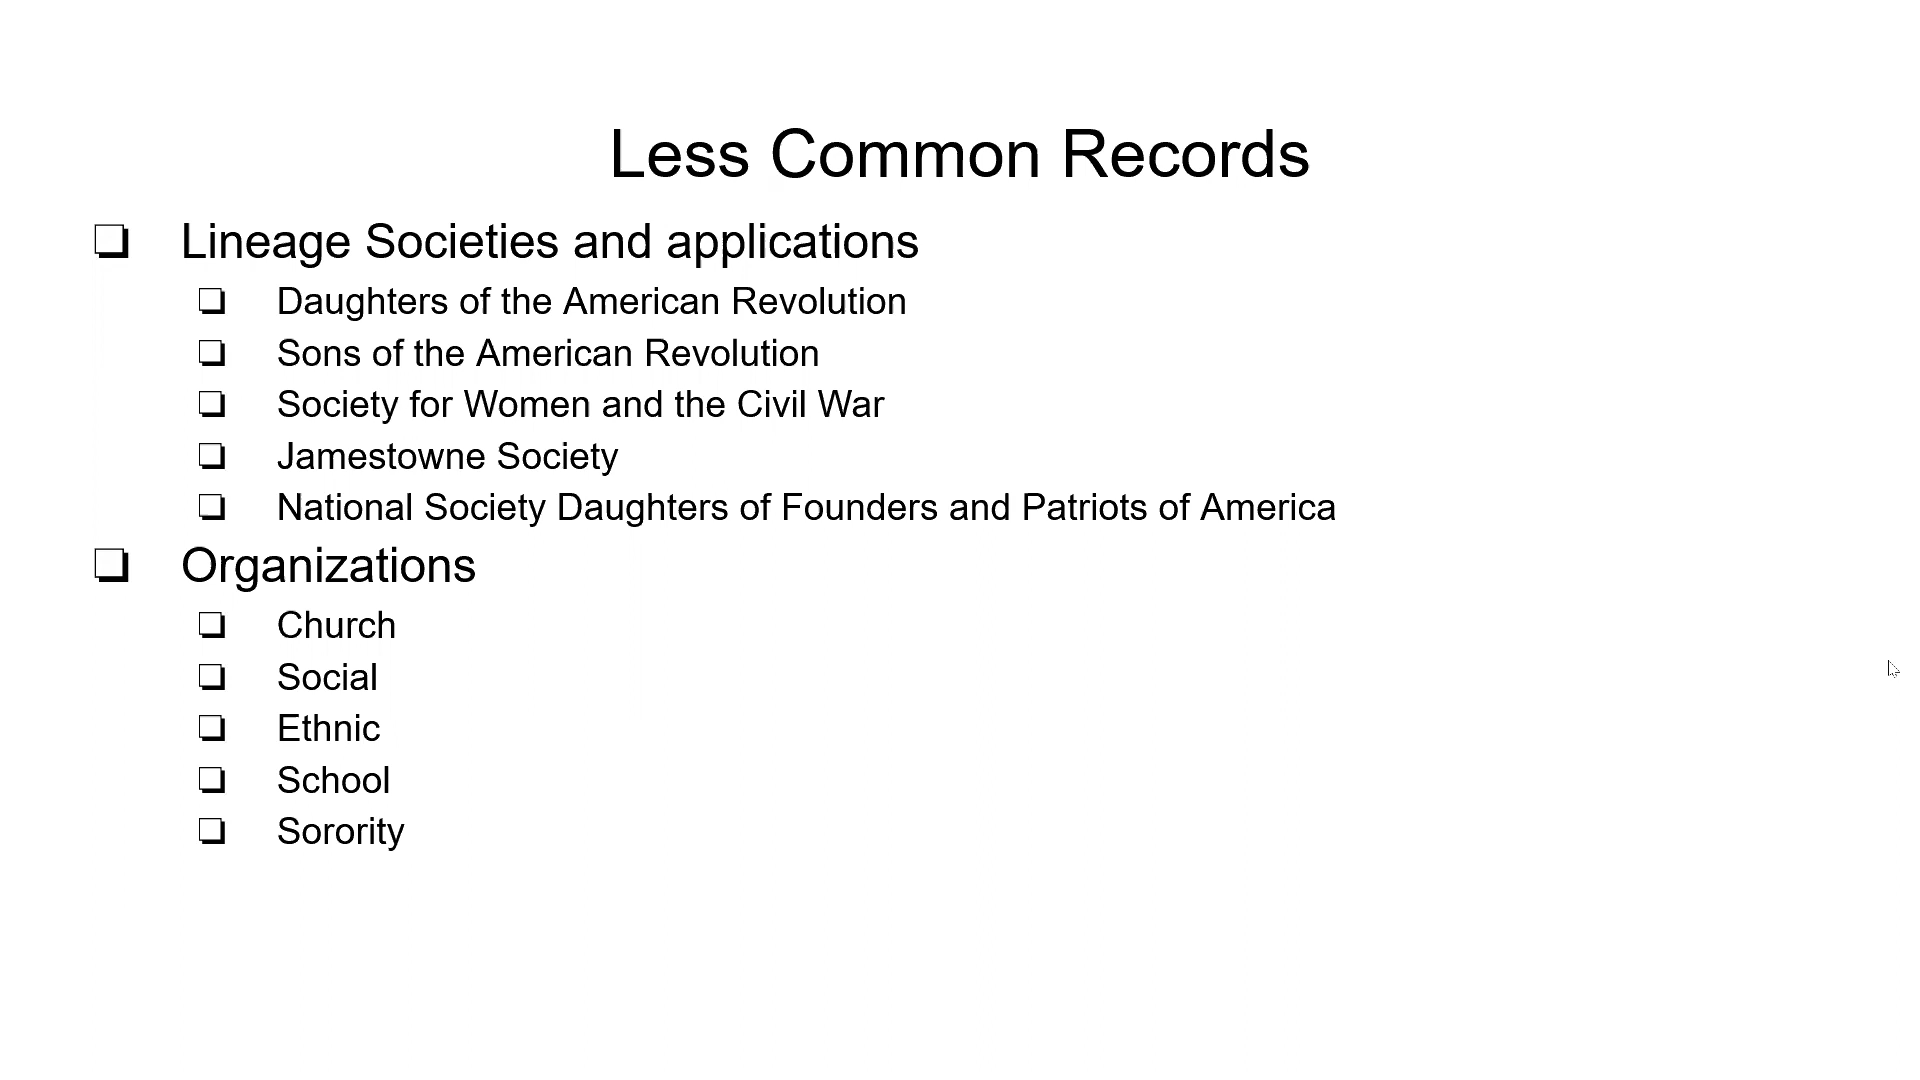 Less Common Records
❏ Lineage Societies and applications
❏ Daughters of the American Revolution
❏ Sons of the American Revolution
❏ Society for Women and the Civil War
❏ Jamestowne Society
❏ National Society Daughters of Founders and Patriots of America
❏ Organizations
❏ Church
❏ Social
❏ Ethnic
❏ School
❏ Sorority